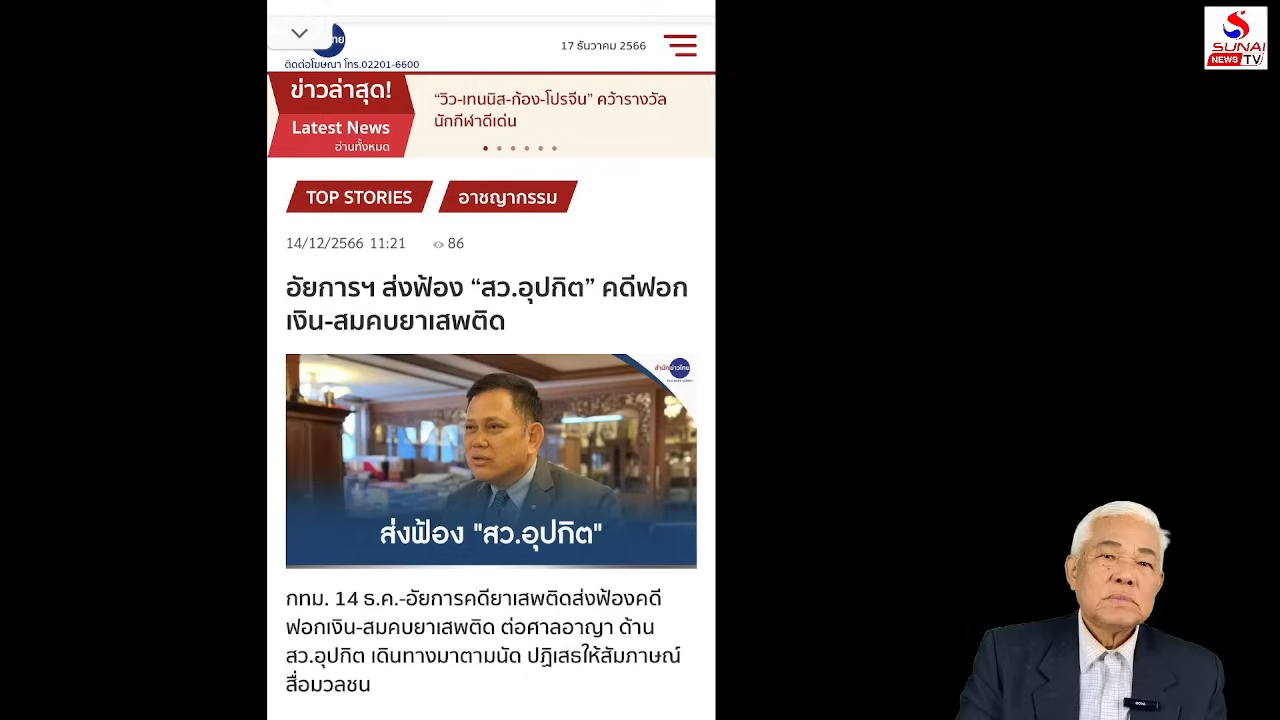 ทย
17 ธันวาคม 2566
ติดต่อโฆษณา โทร.02201-6600
ข่าวล่าสุด!
Latest News
อ่านทั้งหมด
“วิว-เทนนิส-ก้อง-โปรจีน” คว้ารางวัล
นักกีฬาดีเด่น
TOP STORIES
อาชญากรรม
14/12/2566 11:21
86
อัยการฯ ส่งฟ้อง “สว.อุปกิต” คดีฟอก
เงิน-สมคบยาเสพติด
สำนักข่าวไทย
ส่งฟ้อง "สว.อุปกิต"
กทม. 14 ธ.ค.-อัยการคดียาเสพติดส่งฟ้องคดี
ฟอกเงิน-สมคบยาเสพติด ต่อศาลอาญา ด้าน
สว.อุปกิต เดินทางมาตามนัด ปฏิเสธให้สัมภาษณ์
สื่อมวลชน
SUNAI
NEWS TV